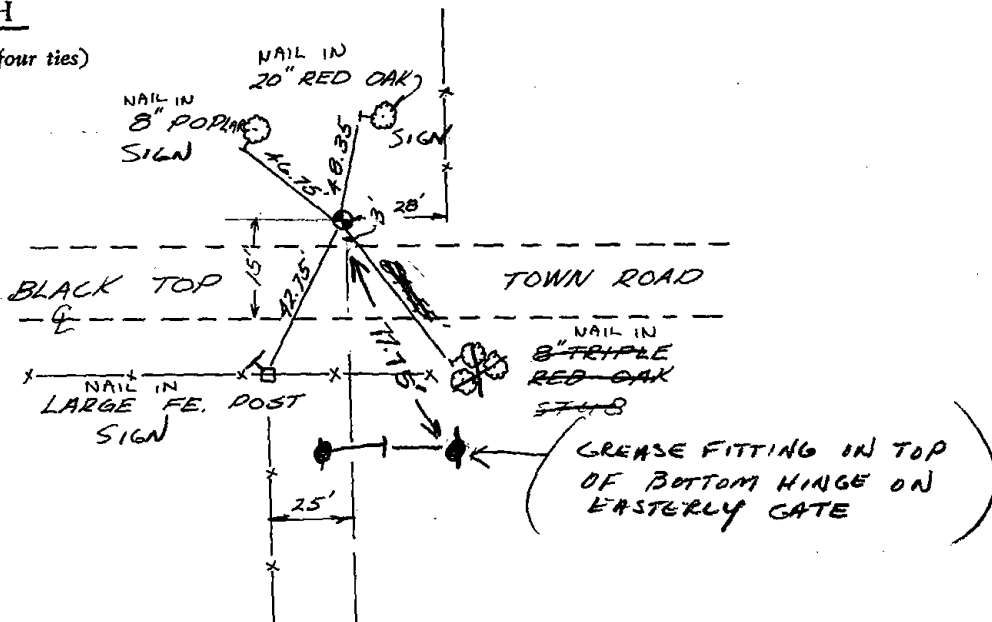 H
four ties)
NAIL IN
20" RED OAK
SIGN
NAIL IN
8" POPLAR
SIGN
46.75
48.35
3'
28'
15'
42.75
BLACK TOP
TOWN ROAD
℄
NAIL IN
8" TRIPLE
RED OAK
NAIL IN
LARGE FE. POST
SIGN
GREASE FITTING IN TOP
OF BOTTOM HINGE ON
EASTERLY GATE
25'